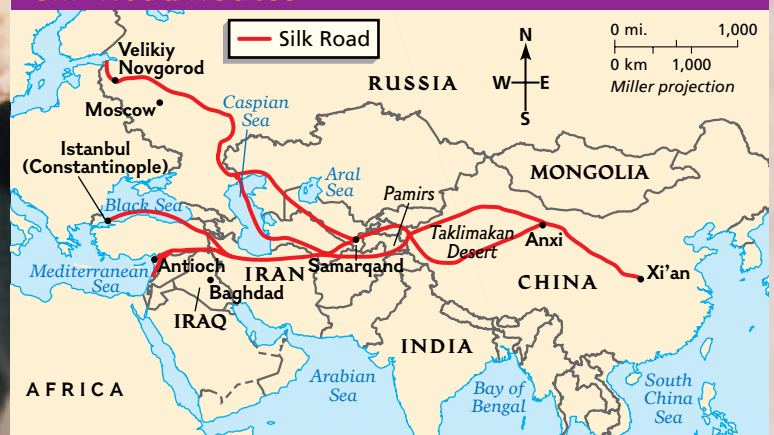 Silk Road
0 mi. 1,000
0 km 1,000
Miller projection
N
W E
S
Velikiy
Novgorod
Moscow
RUSSIA
Caspian
Sea
Istanbul
(Constantinople)
Black Sea
Aral
Sea
Pamirs
MONGOLIA
Taklimakan
Desert
Anxi
Mediterranean
Sea
Antioch
IRAN
Samarqand
CHINA
Xi'an
Baghdad
IRAQ
INDIA
AFRICA
Arabian
Sea
Bay of
Bengal
South
China
Sea